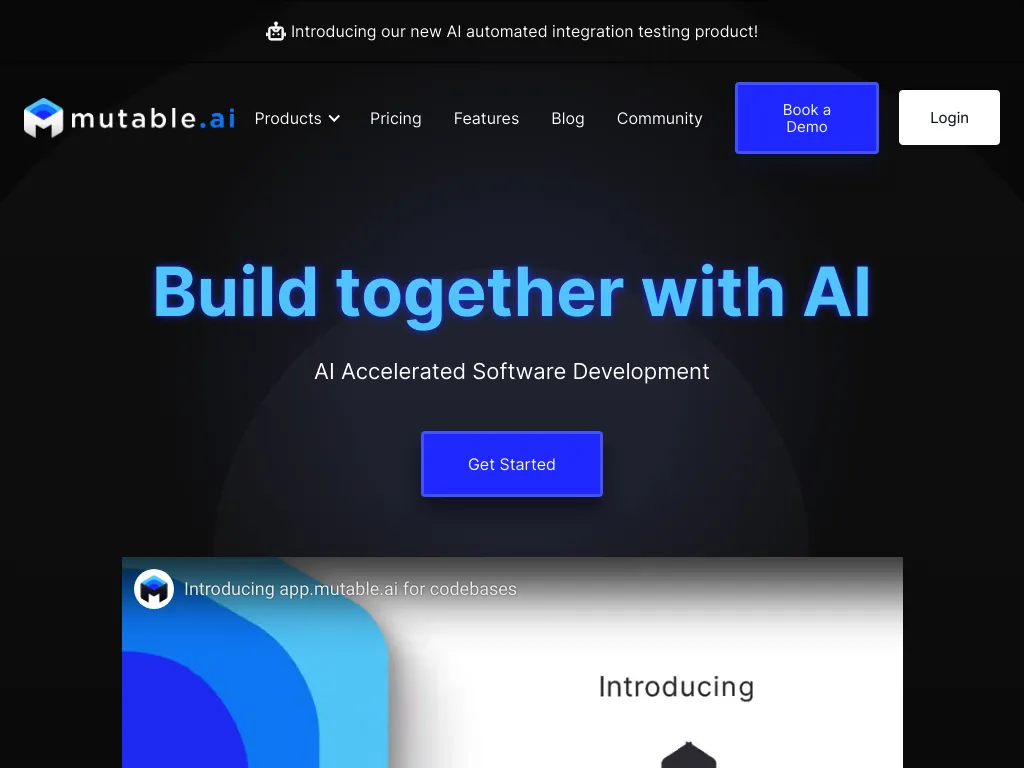 Introducing our new AI automated integration testing product!
mutable.ai
Products
Pricing
Features
Blog
Community
Book a
Demo
Login
Build together with AI
AI Accelerated Software Development
Get Started
Introducing app.mutable.ai for codebases
Introducing